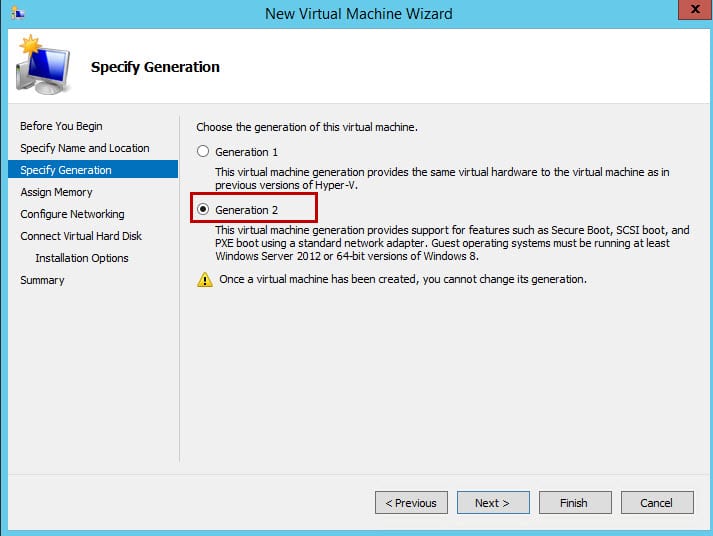 New Virtual Machine Wizard
x
Specify Generation
Before You Begin
Specify Name and Location
Specify Generation
Assign Memory
Configure Networking
Connect Virtual Hard Disk
Installation Options
Summary
Choose the generation of this virtual machine.
Generation 1
This virtual machine generation provides the same virtual hardware to the virtual machine as in
previous versions of Hyper-V.
Generation 2
This virtual machine generation provides support for features such as Secure Boot, SCSI boot, and
PXE boot using a standard network adapter. Guest operating systems must be running at least
Windows Server 2012 or 64-bit versions of Windows 8.
Once a virtual machine has been created, you cannot change its generation.
< Previous
Next >
Finish
Cancel